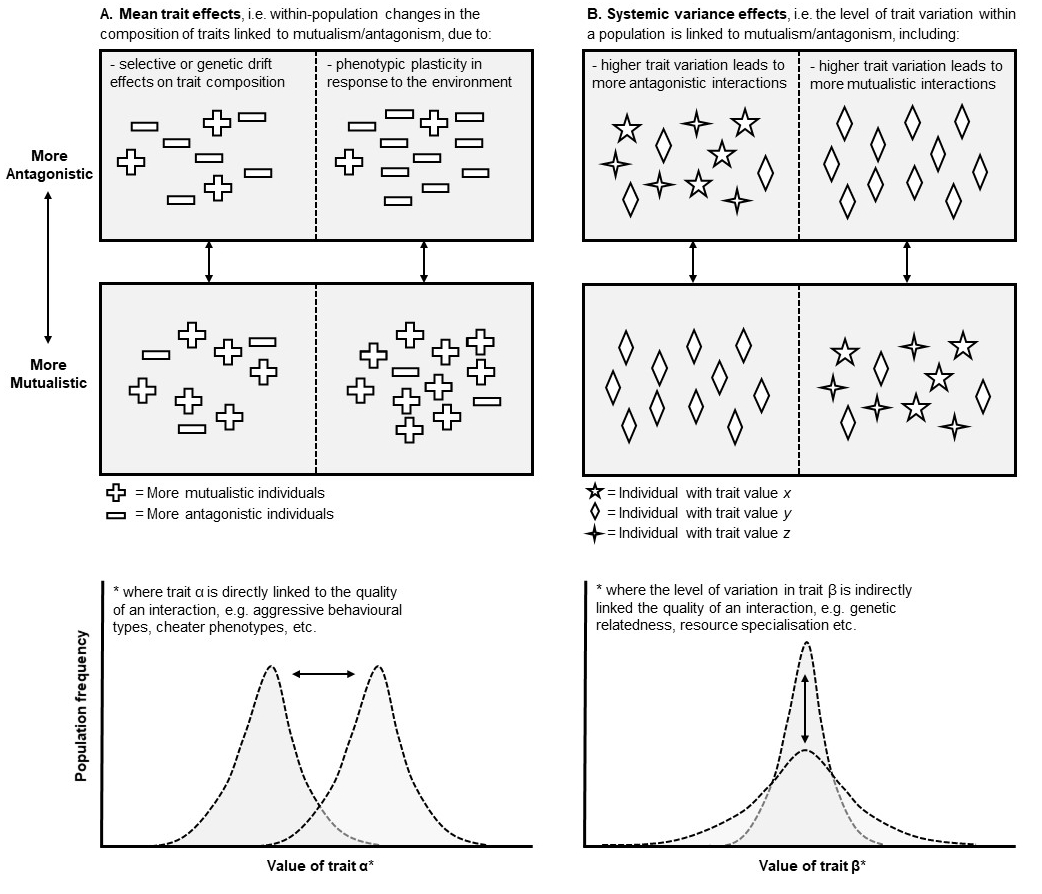 A. Mean trait effects, i.e. within-population changes in the
composition of traits linked to mutualism/antagonism, due to:
- selective or genetic drift
effects on trait composition
- phenotypic plasticity in
response to the environment
B. Systemic variance effects, i.e. the level of trait variation within
a population is linked to mutualism/antagonism, including:
- higher trait variation leads to
more antagonistic interactions
- higher trait variation leads to
more mutualistic interactions
More
Antagonistic
More
Mutualistic
= More mutualistic individuals
= More antagonistic individuals
= Individual with trait value x
= Individual with trait value y
= Individual with trait value z
* where trait α is directly linked to the quality
of an interaction, e.g. aggressive behavioural
types, cheater phenotypes, etc.
Population frequency
Value of trait α*
* where the level of variation in trait β is indirectly
linked the quality of an interaction, e.g. genetic
relatedness, resource specialisation etc.
Value of trait β*